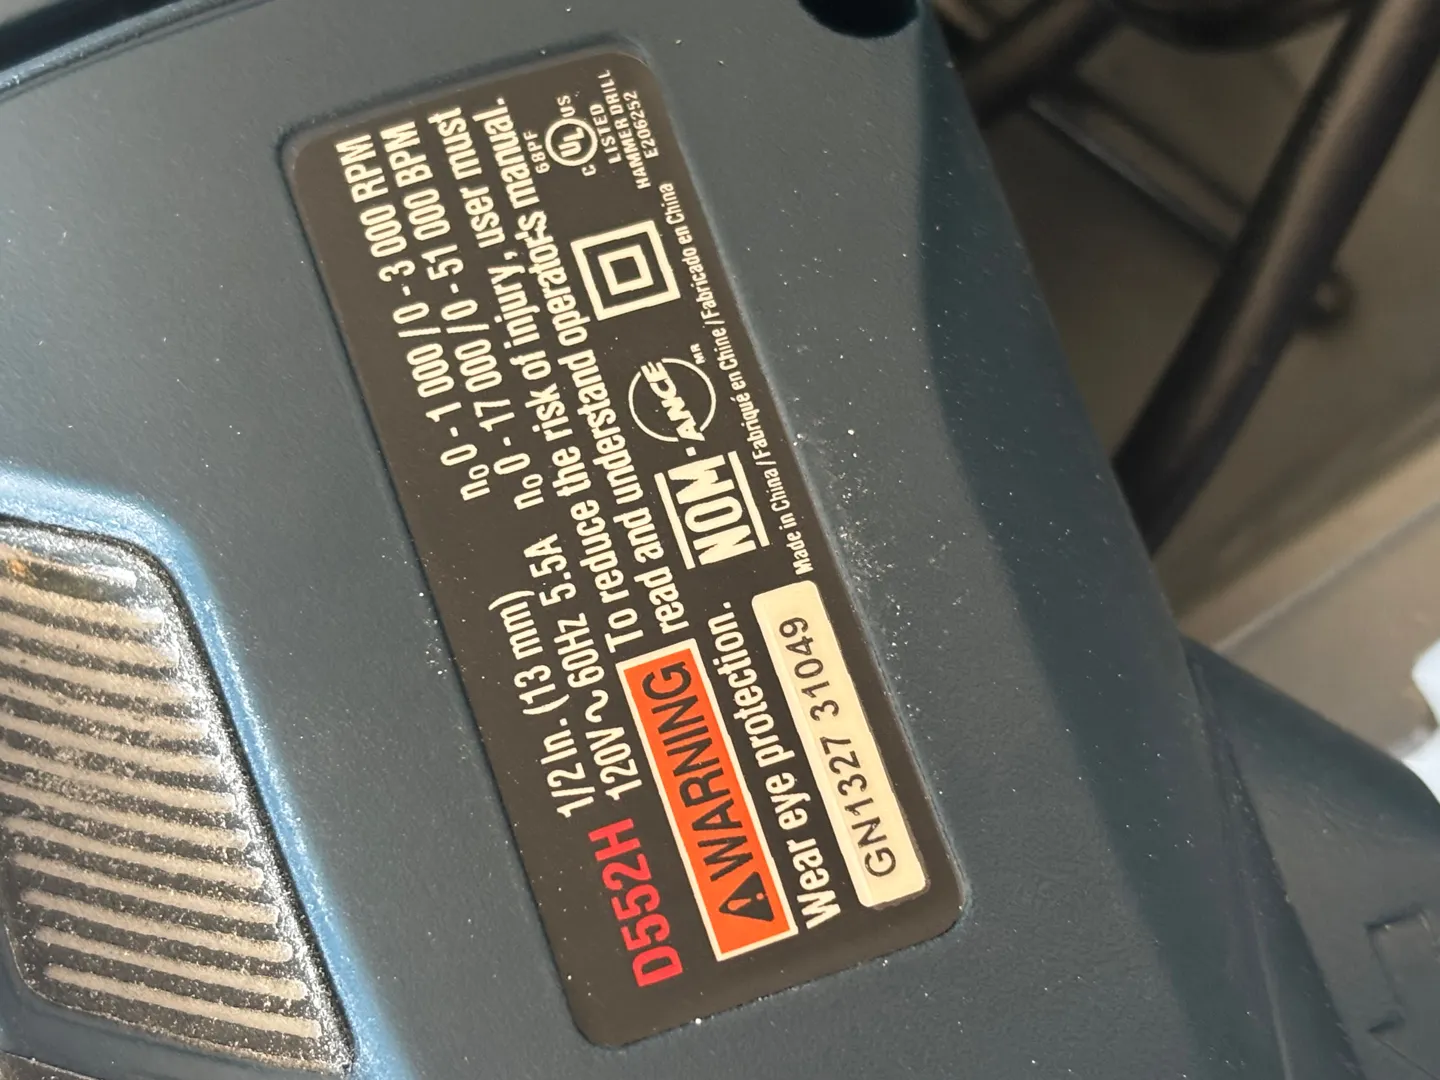 D552H 1/2 In. (13 mm) n₀ 0 - 1 000 / 0 - 3 000 RPM
120V ~ 60Hz 5.5A n₀ 0 - 17 000 / 0 - 51 000 BPM
⚠ WARNING To reduce the risk of injury, user must
read and understand operator's manual.
Wear eye protection.
GN1327 31049
NOM-ANCE MR
68PF
C UL US
LISTED
HAMMER DRILL
E206252
Made in China / Fabriqué en Chine / Fabricado en China